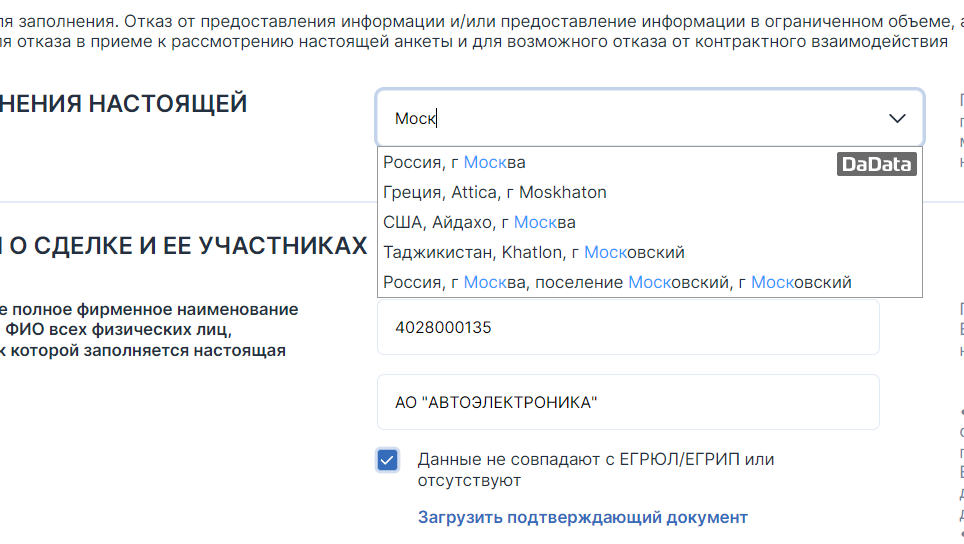 ля заполнения. Отказ от предоставления информации и/или предоставление информации в ограниченном объеме, а
ля отказа в приеме к рассмотрению настоящей анкеты и для возможного отказа от контрактного взаимодействия
НЕНИЯ НАСТОЯЩЕЙ
Моск
Россия, г Москва
DaData
Греция, Attica, г Moskhaton
США, Айдахо, г Москва
Таджикистан, Khatlon, г Московский
Россия, г Москва, поселение Московский, г Московский
О СДЕЛКЕ И ЕЕ УЧАСТНИКАХ
е полное фирменное наименование
ФИО всех физических лиц,
к которой заполняется настоящая
4028000135
АО "АВТОЭЛЕКТРОНИКА"
Данные не совпадают с ЕГРЮЛ/ЕГРИП или
отсутствуют
Загрузить подтверждающий документ